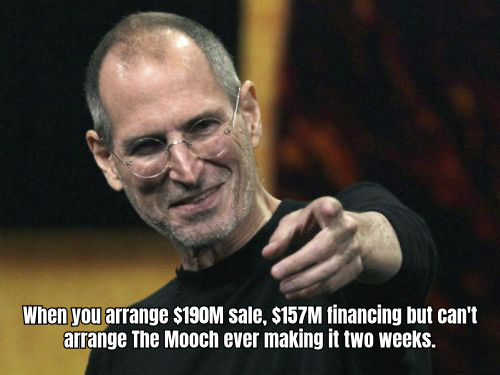 When you arrange $190M sale, $157M financing but can't
arrange The Mooch ever making it two weeks.